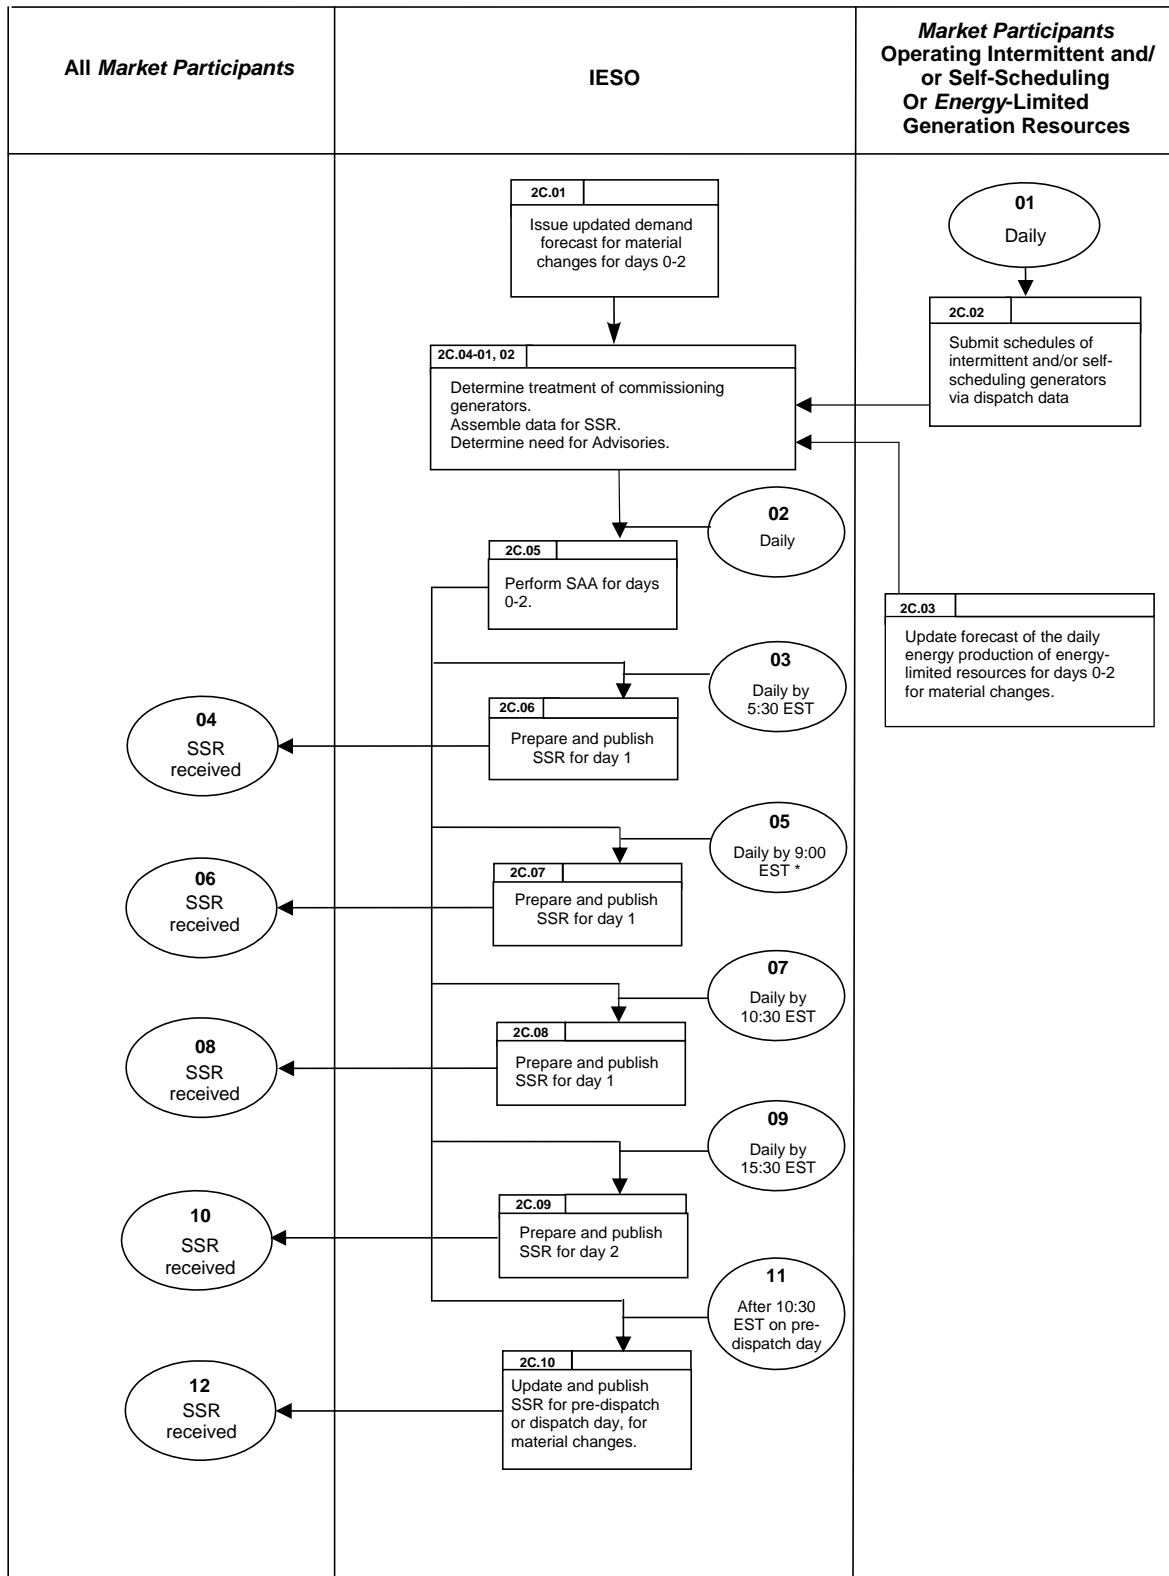 All Market Participants
IESO
Market Participants
Operating Intermittent and/
or Self-Scheduling
Or Energy-Limited
Generation Resources
2C.01
Issue updated demand
forecast for material
changes for days 0-2
01
Daily
2C.02
Submit schedules of
intermittent and/or self-
scheduling generators
via dispatch data
2C.04-01, 02
Determine treatment of commissioning
generators.
Assemble data for SSR.
Determine need for Advisories.
02
Daily
2C.05
Perform SAA for days
0-2.
2C.03
Update forecast of the daily
energy production of energy-
limited resources for days 0-2
for material changes.
03
Daily by
5:30 EST
2C.06
Prepare and publish
SSR for day 1
04
SSR
received
05
Daily by 9:00
EST *
2C.07
Prepare and publish
SSR for day 1
06
SSR
received
07
Daily by
10:30 EST
2C.08
Prepare and publish
SSR for day 1
08
SSR
received
09
Daily by
15:30 EST
2C.09
Prepare and publish
SSR for day 2
10
SSR
received
11
After 10:30
EST on pre-
dispatch day
2C.10
Update and publish
SSR for pre-dispatch
or dispatch day, for
material changes.
12
SSR
received